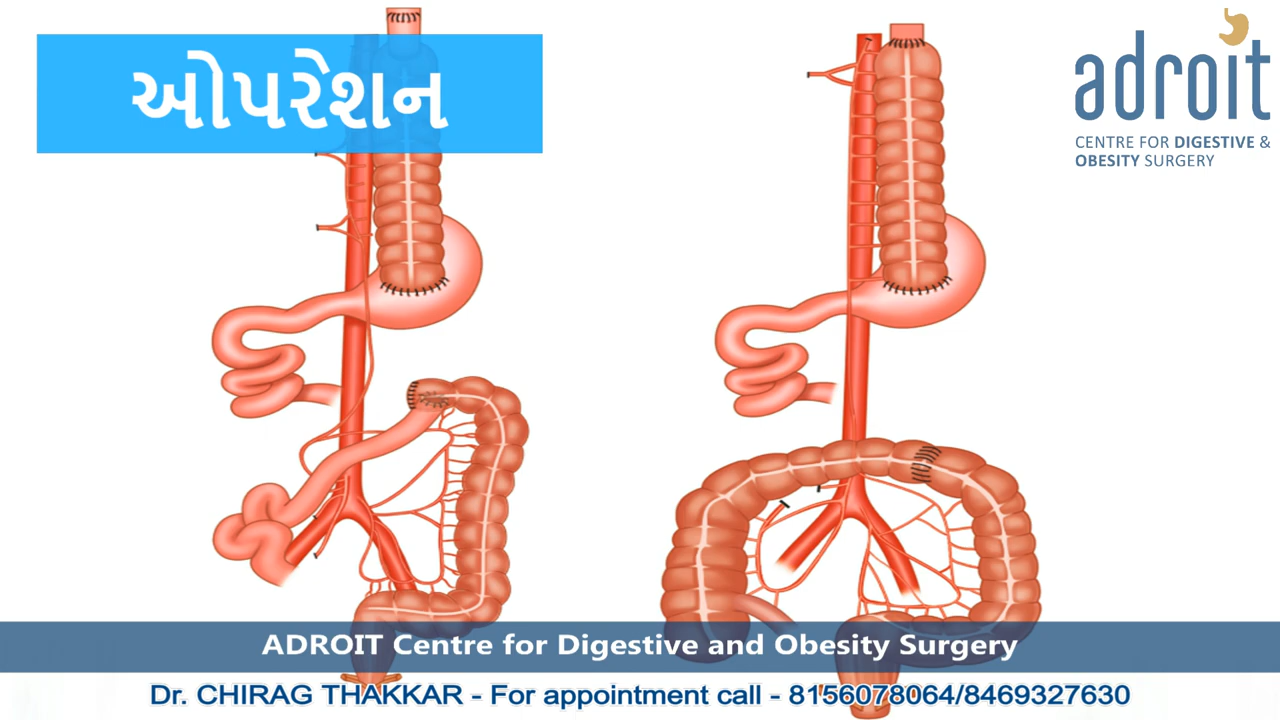 ઓપરેશન
adroit
CENTRE FOR DIGESTIVE &
OBESITY SURGERY
ADROIT Centre for Digestive and Obesity Surgery
Dr. CHIRAG THAKKAR - For appointment call - 8156078064/8469327630